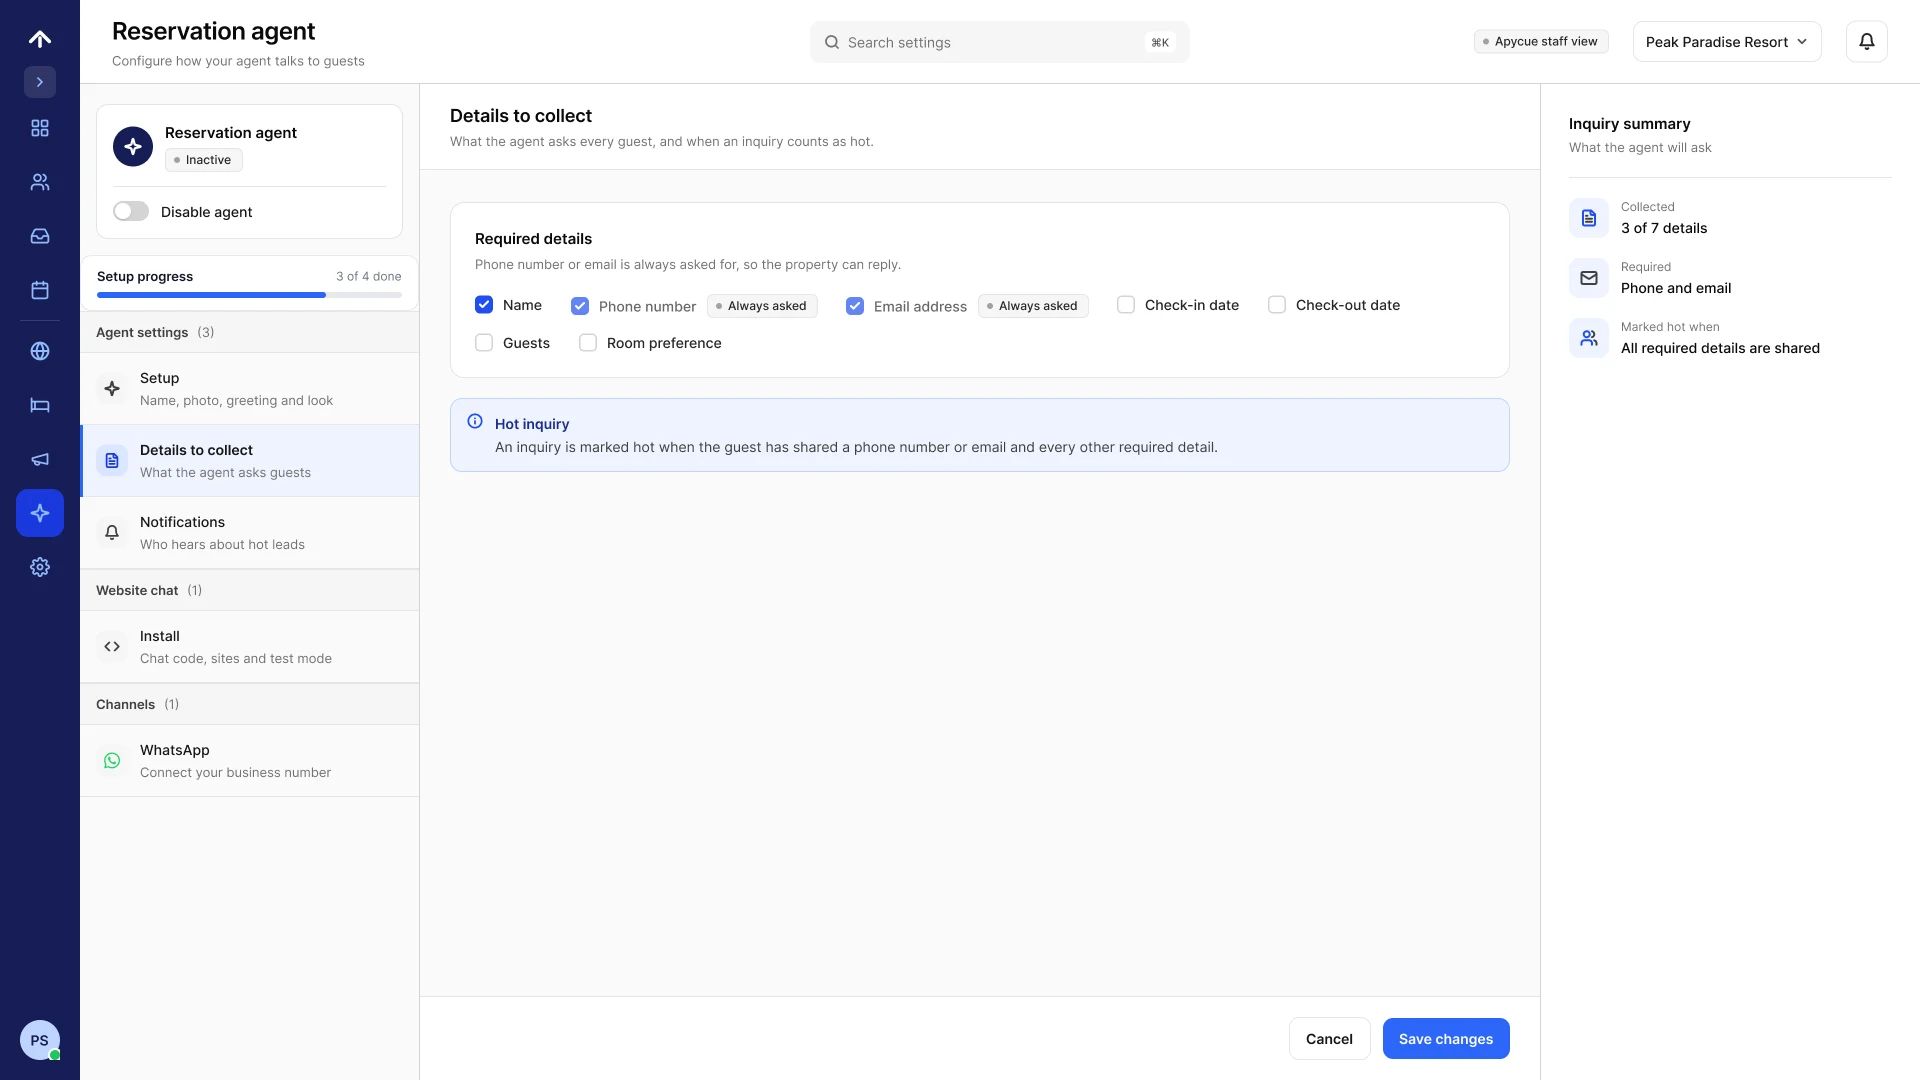 Reservation agent
Configure how your agent talks to guests
Search settings
⌘K
Apycue staff view
Peak Paradise Resort
Reservation agent
Inactive
Disable agent
Setup progress
3 of 4 done
Agent settings (3)
Setup
Name, photo, greeting and look
Details to collect
What the agent asks guests
Notifications
Who hears about hot leads
Website chat (1)
Install
Chat code, sites and test mode
Channels (1)
WhatsApp
Connect your business number
PS
Details to collect
What the agent asks every guest, and when an inquiry counts as hot.
Required details
Phone number or email is always asked for, so the property can reply.
Name
Phone number
Always asked
Email address
Always asked
Check-in date
Check-out date
Guests
Room preference
Hot inquiry
An inquiry is marked hot when the guest has shared a phone number or email and every other required detail.
Cancel
Save changes
Inquiry summary
What the agent will ask
Collected
3 of 7 details
Required
Phone and email
Marked hot when
All required details are shared